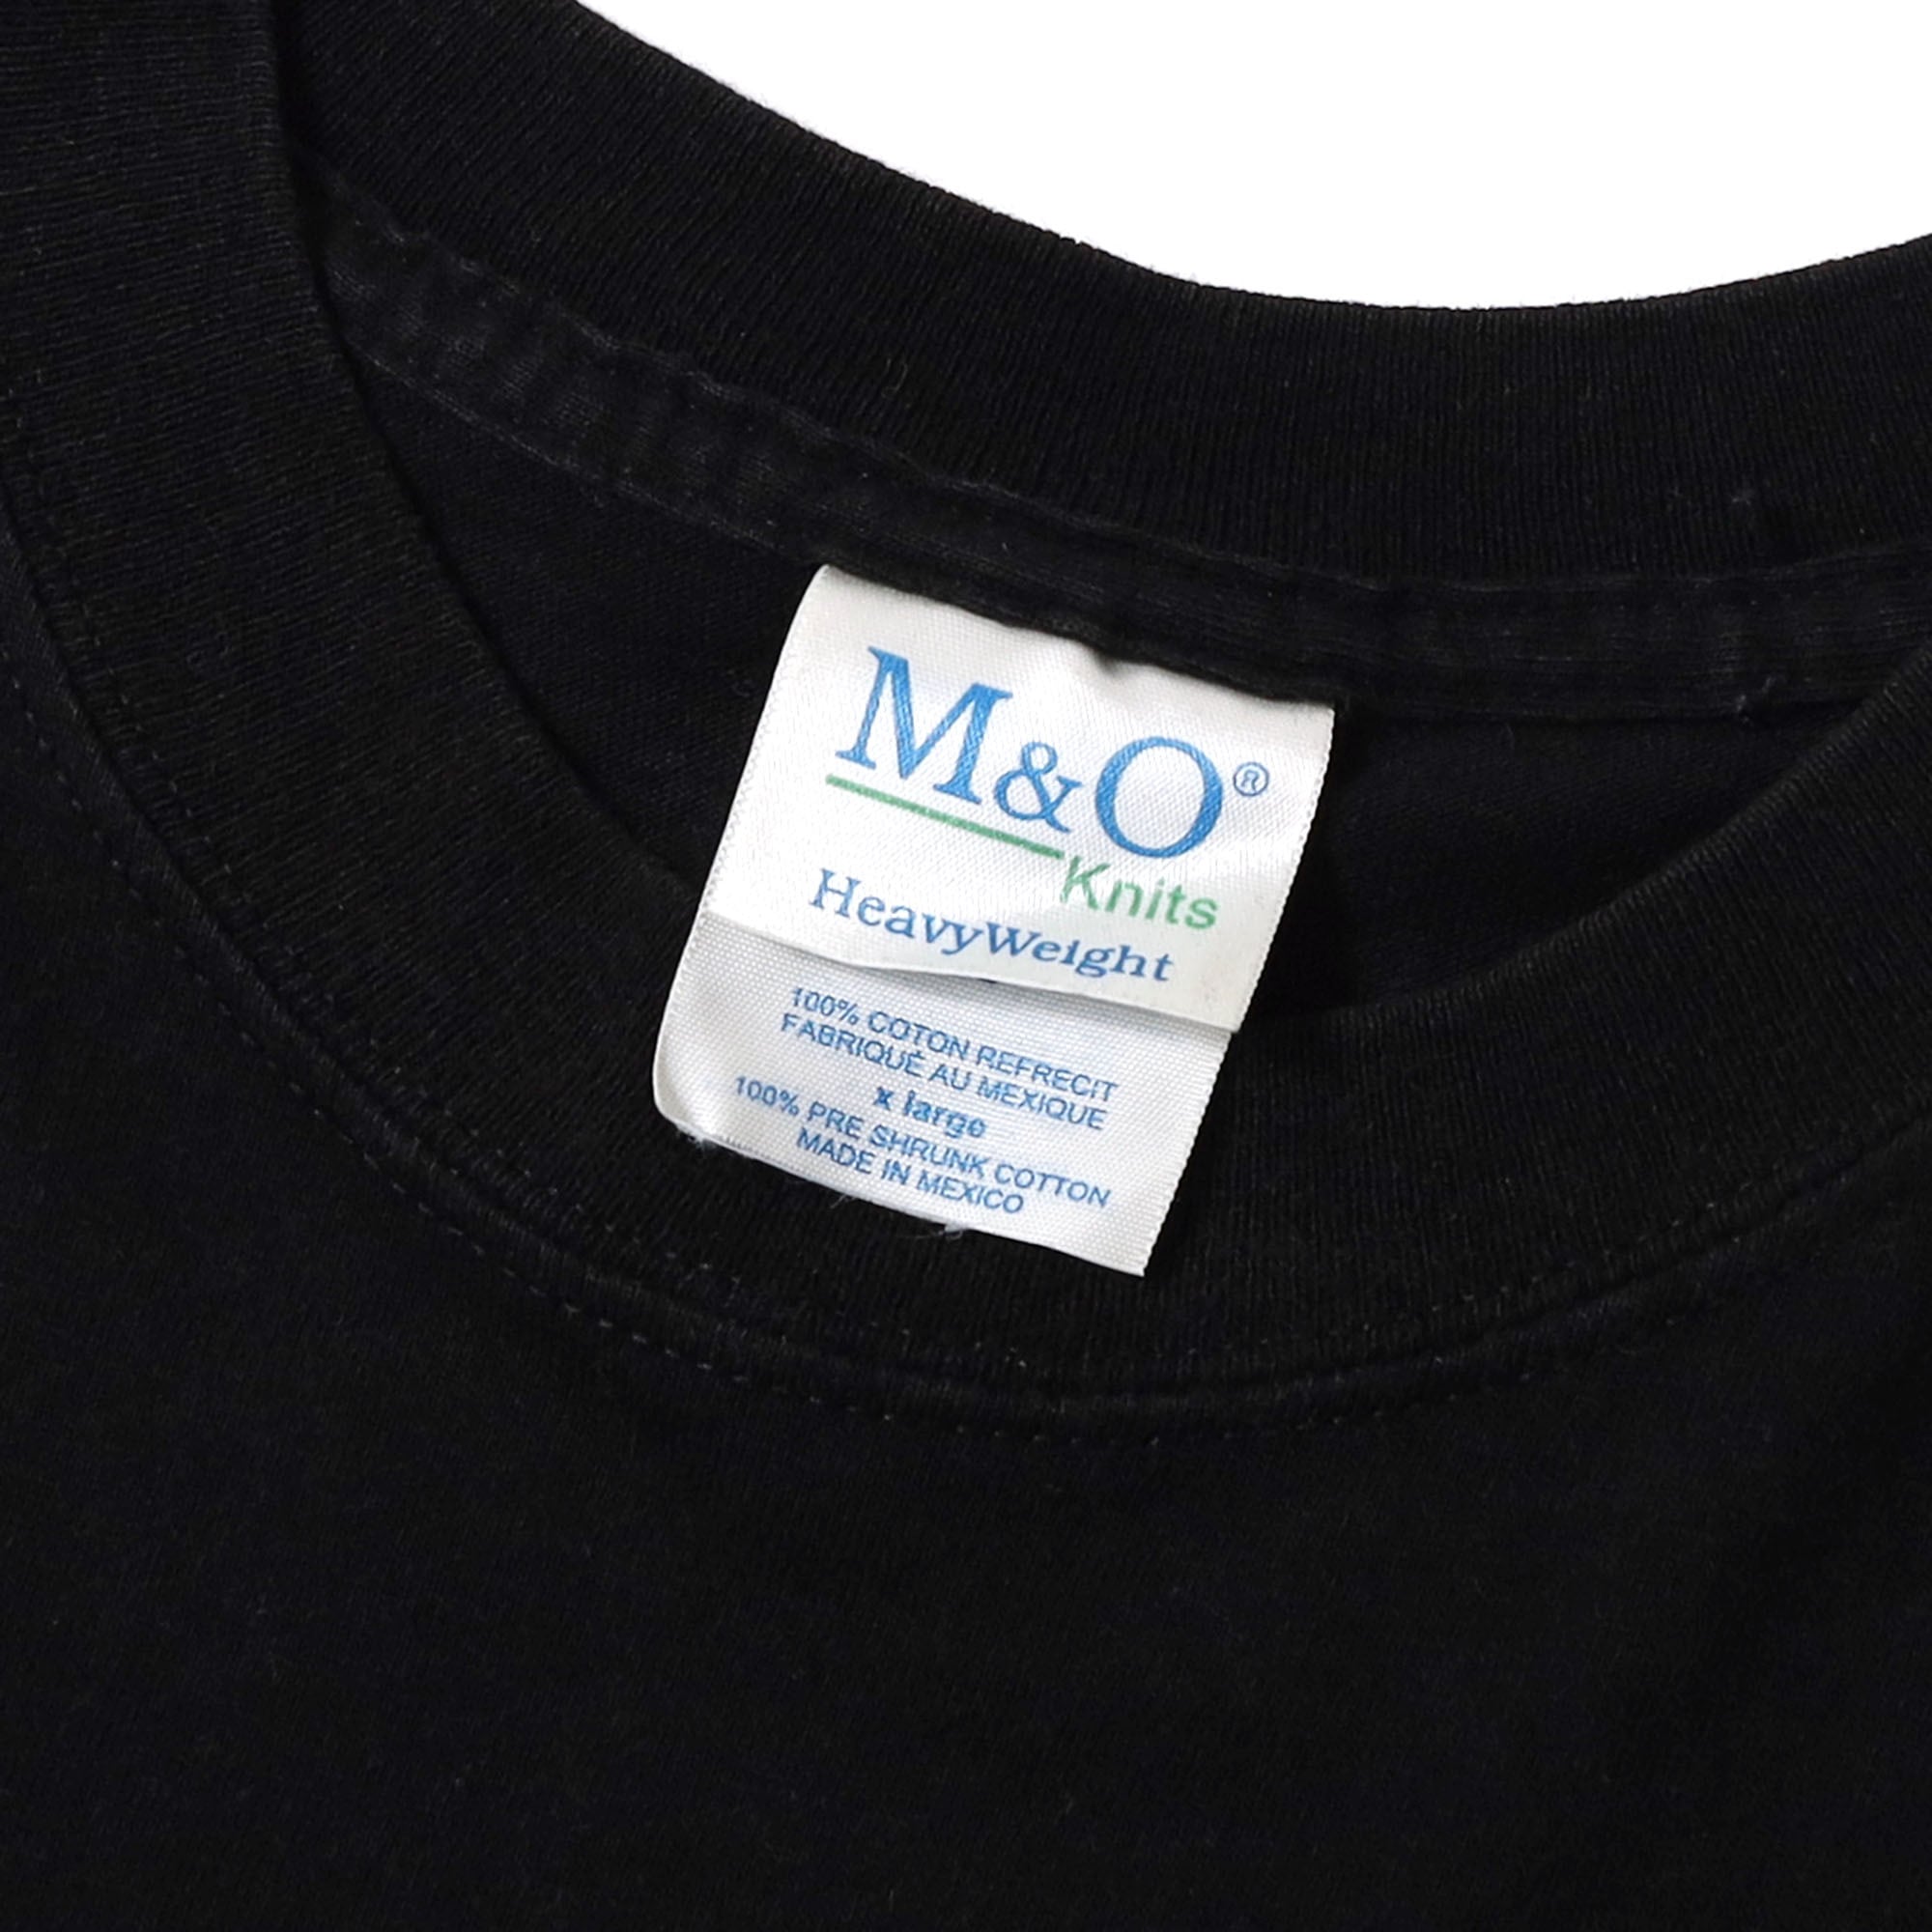 M&O®
Knits
HeavyWeight
100% COTON REFRECIT
FABRIQUÉ AU MEXIQUE
x large
100% PRE SHRUNK COTTON
MADE IN MEXICO